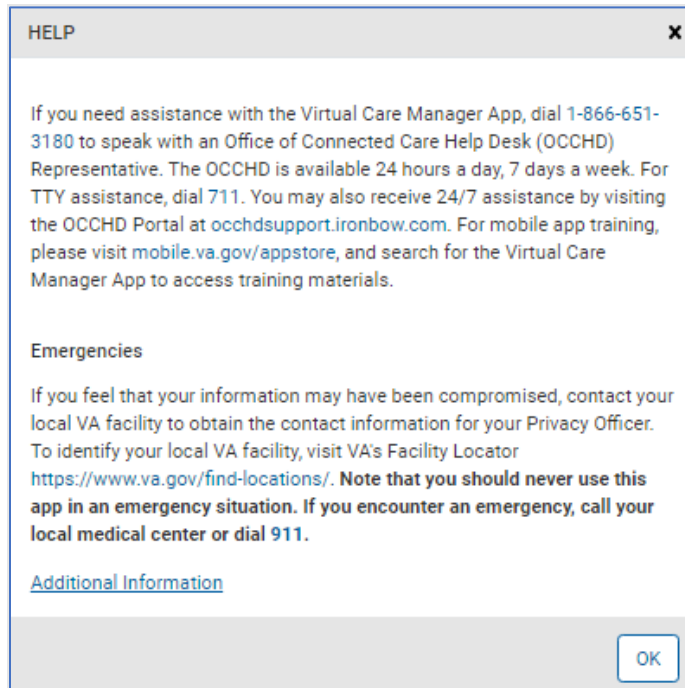 HELP
If you need assistance with the Virtual Care Manager App, dial 1-866-651-
3180 to speak with an Office of Connected Care Help Desk (OCCHD)
Representative. The OCCHD is available 24 hours a day, 7 days a week. For
TTY assistance, dial 711. You may also receive 24/7 assistance by visiting
the OCCHD Portal at occhdsupport.ironbow.com. For mobile app training,
please visit mobile.va.gov/appstore, and search for the Virtual Care
Manager App to access training materials.
Emergencies
If you feel that your information may have been compromised, contact your
local VA facility to obtain the contact information for your Privacy Officer.
To identify your local VA facility, visit VA's Facility Locator
https://www.va.gov/find-locations/. Note that you should never use this
app in an emergency situation. If you encounter an emergency, call your
local medical center or dial 911.
Additional Information
OK